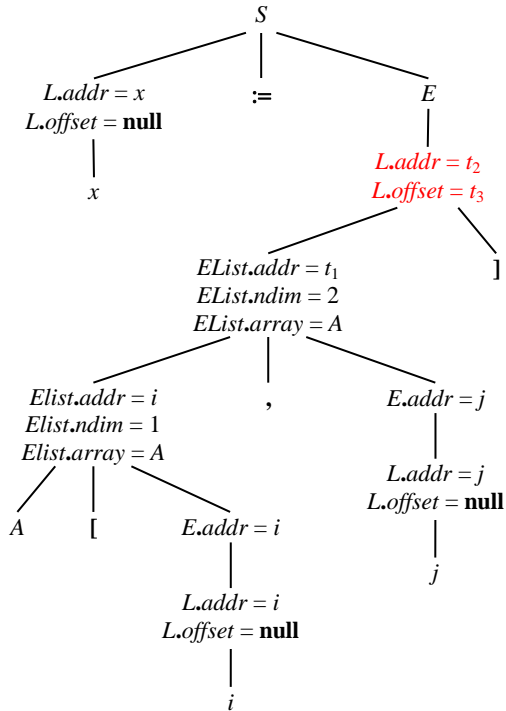 S
L.addr = x
L.offset = null
:=
E
x
L.addr = t2
L.offset = t3
EList.addr = t1
EList.ndim = 2
EList.array = A
]
Elist.addr = i
Elist.ndim = 1
Elist.array = A
,
E.addr = j
A
[
E.addr = i
L.addr = j
L.offset = null
j
L.addr = i
L.offset = null
i